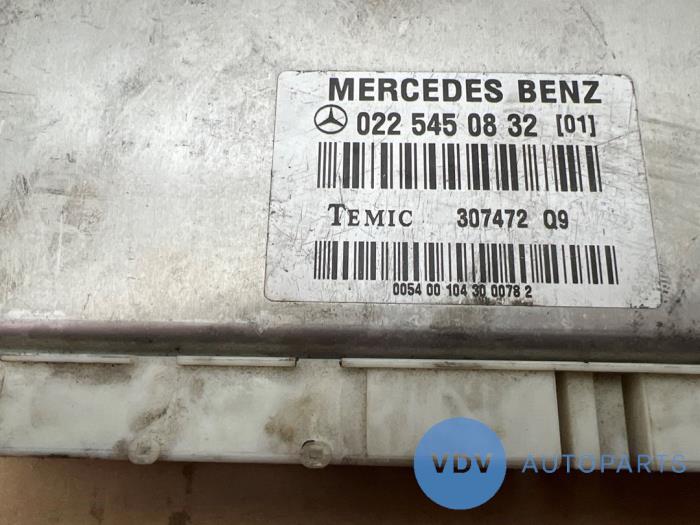 MERCEDES BENZ
022 545 08 32 [01]
TEMIC 307472 Q9
0054 00 104 30 0078 2
VDV AUTOPARTS